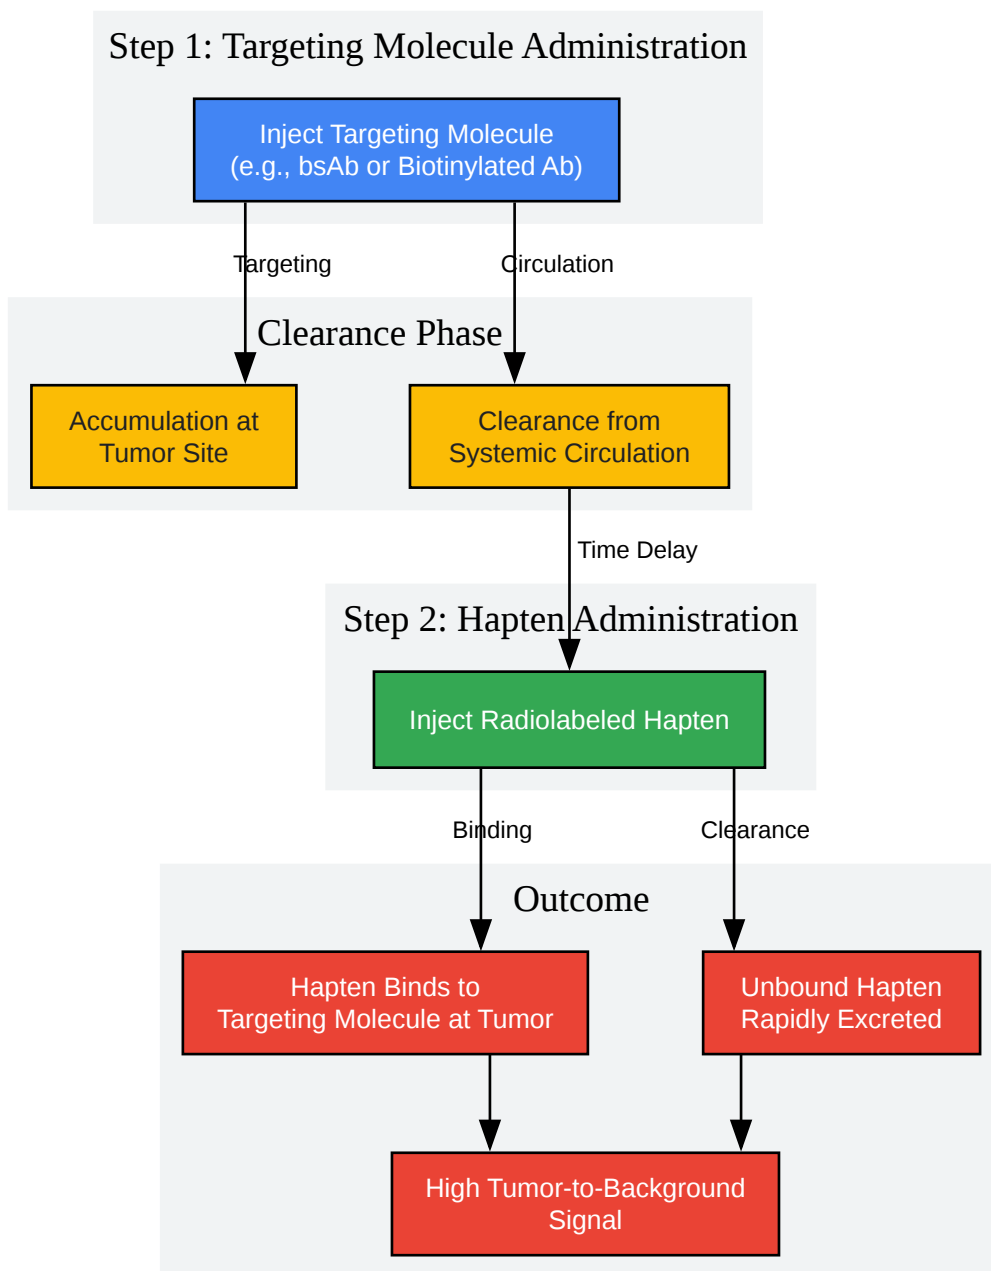 Step 1: Targeting Molecule Administration
Inject Targeting Molecule
(e.g., bsAb or Biotinylated Ab)
Targeting
Circulation
Clearance Phase
Accumulation at
Tumor Site
Clearance from
Systemic Circulation
Time Delay
Step 2: Hapten Administration
Inject Radiolabeled Hapten
Binding
Clearance
Outcome
Hapten Binds to
Targeting Molecule at Tumor
Unbound Hapten
Rapidly Excreted
High Tumor-to-Background
Signal